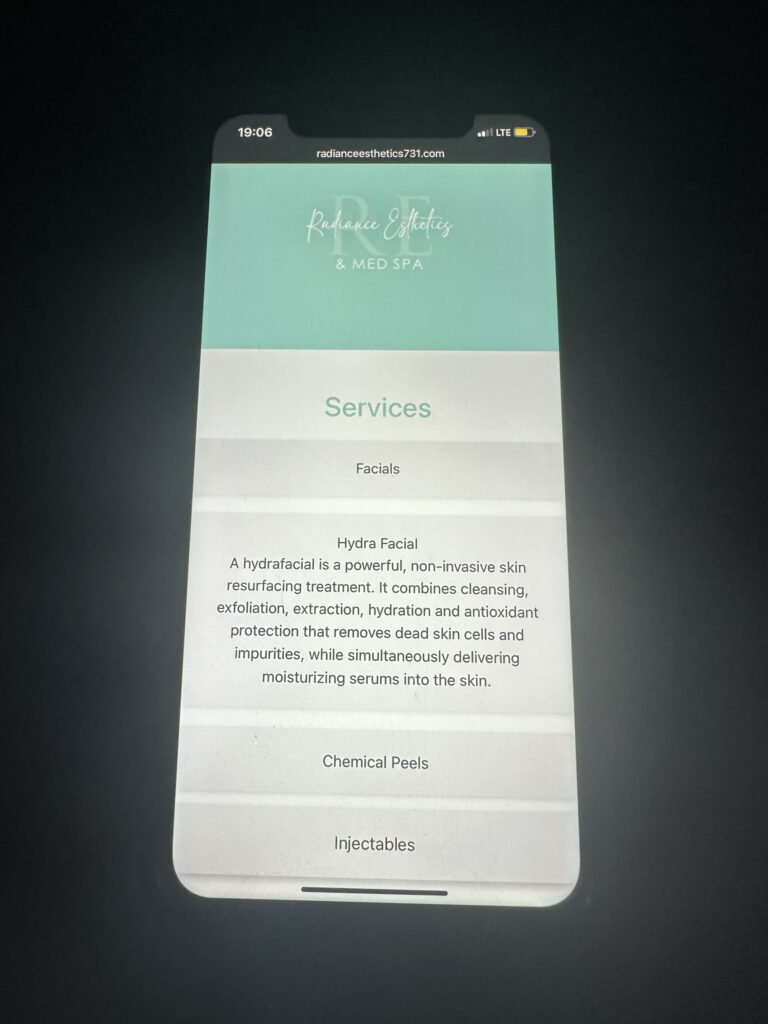 19:06
LTE
radianceesthetics731.com
RE
Radiance Esthetics
& MED SPA
Services
Facials
Hydra Facial
A hydrafacial is a powerful, non-invasive skin
resurfacing treatment. It combines cleansing,
exfoliation, extraction, hydration and antioxidant
protection that removes dead skin cells and
impurities, while simultaneously delivering
moisturizing serums into the skin.
Chemical Peels
Injectables